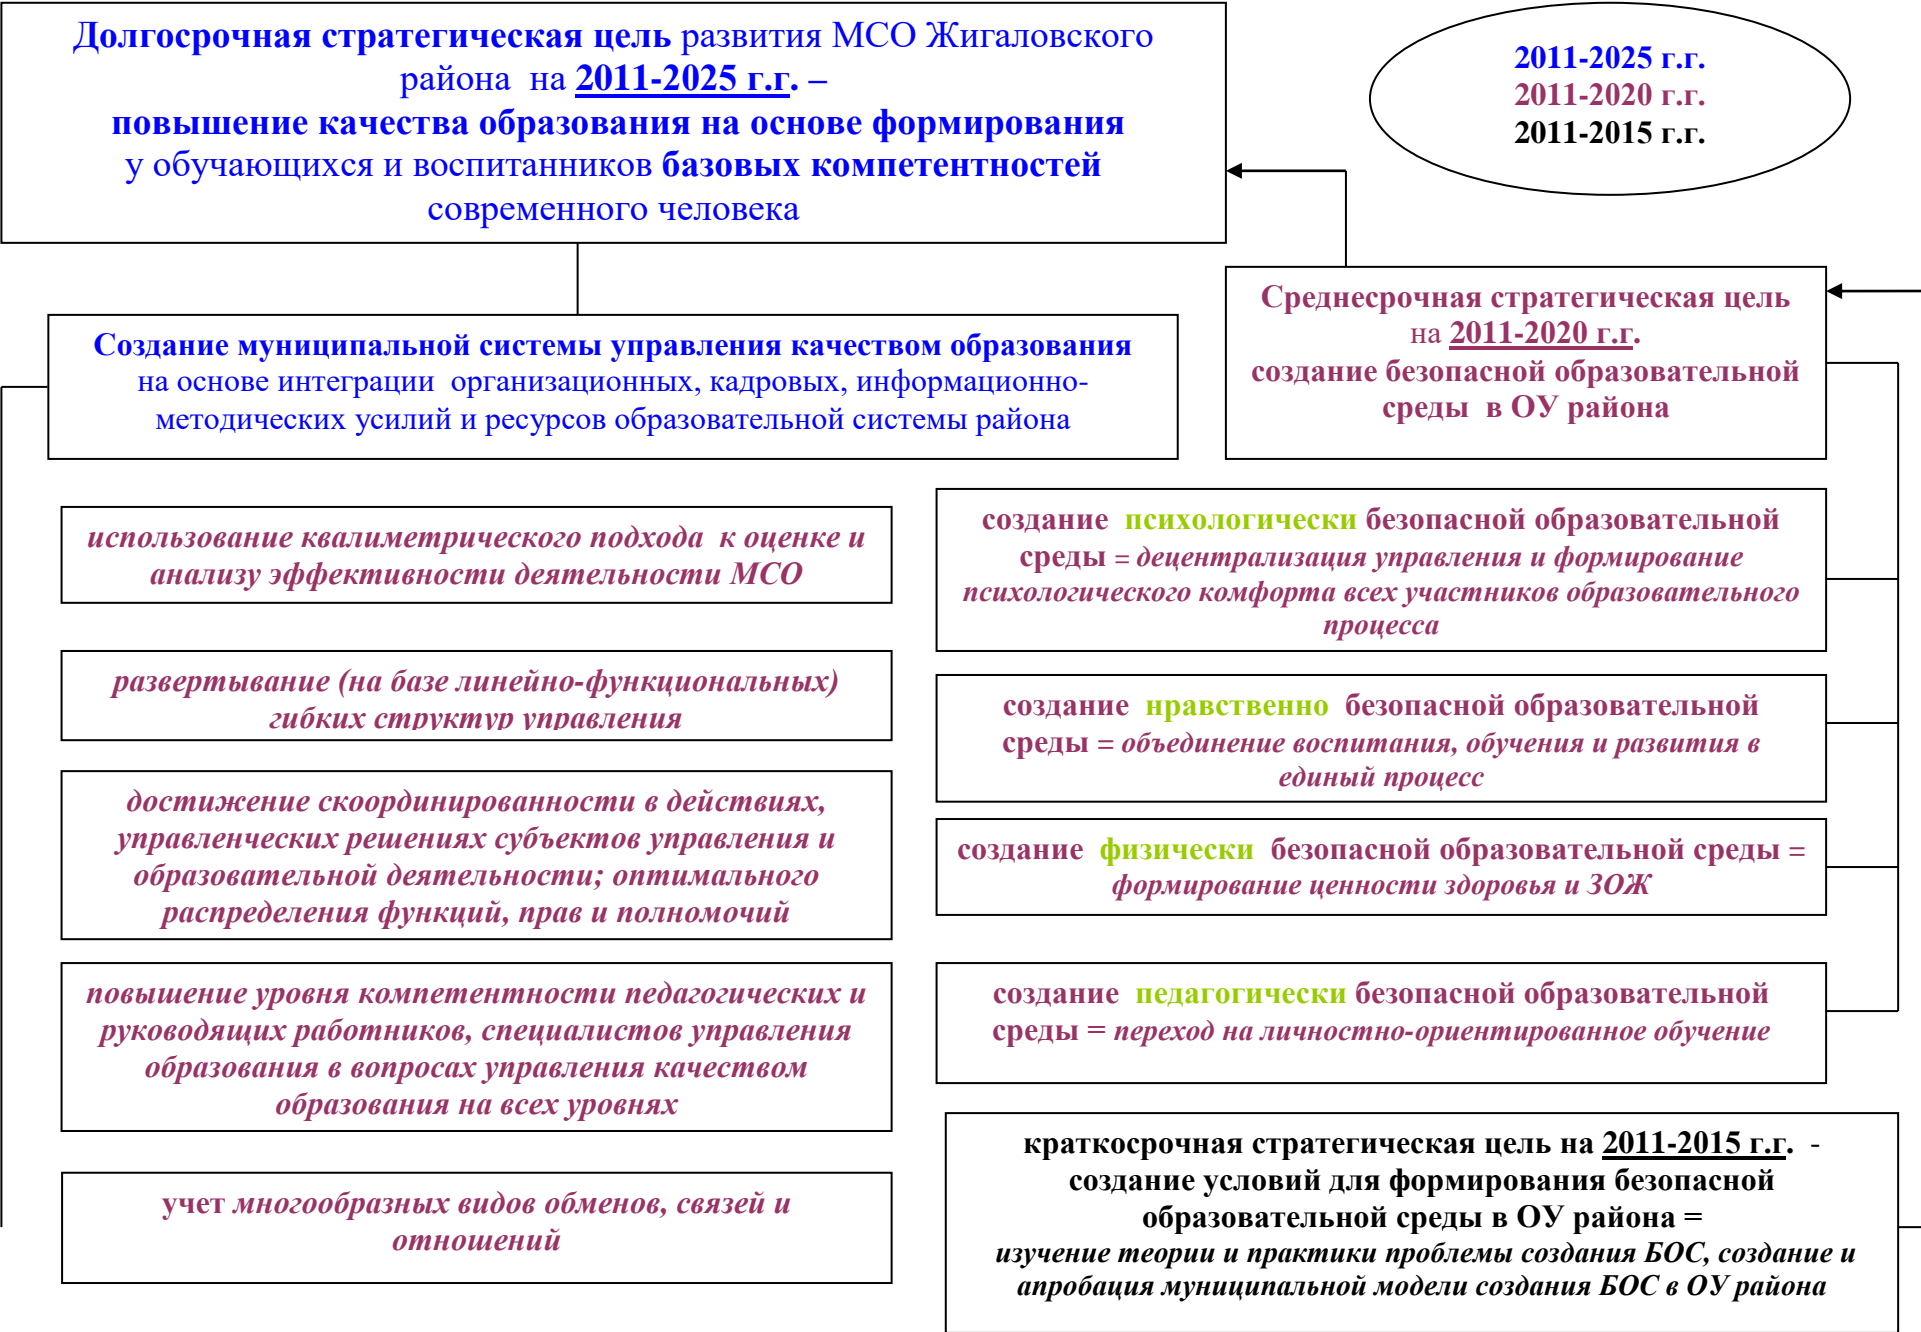 Долгосрочная стратегическая цель развития МСО Жигаловского
района на 2011-2025 г.г. –
повышение качества образования на основе формирования
у обучающихся и воспитанников базовых компетентностей
современного человека
2011-2025 г.г.
2011-2020 г.г.
2011-2015 г.г.
Создание муниципальной системы управления качеством образования
на основе интеграции организационных, кадровых, информационно-
методических усилий и ресурсов образовательной системы района
Среднесрочная стратегическая цель
на 2011-2020 г.г.
создание безопасной образовательной
среды в ОУ района
использование квалиметрического подхода к оценке и
анализу эффективности деятельности МСО
развертывание (на базе линейно-функциональных)
гибких структур управления
достижение скоординированности в действиях,
управленческих решениях субъектов управления и
образовательной деятельности; оптимального
распределения функций, прав и полномочий
повышение уровня компетентности педагогических и
руководящих работников, специалистов управления
образования в вопросах управления качеством
образования на всех уровнях
учет многообразных видов обменов, связей и
отношений
создание психологически безопасной образовательной
среды = децентрализация управления и формирование
психологического комфорта всех участников образовательного
процесса
создание нравственно безопасной образовательной
среды = объединение воспитания, обучения и развития в
единый процесс
создание физически безопасной образовательной среды =
формирование ценности здоровья и ЗОЖ
создание педагогически безопасной образовательной
среды = переход на личностно-ориентированное обучение
краткосрочная стратегическая цель на 2011-2015 г.г. -
создание условий для формирования безопасной
образовательной среды в ОУ района =
изучение теории и практики проблемы создания БОС, создание и
апробация муниципальной модели создания БОС в ОУ района